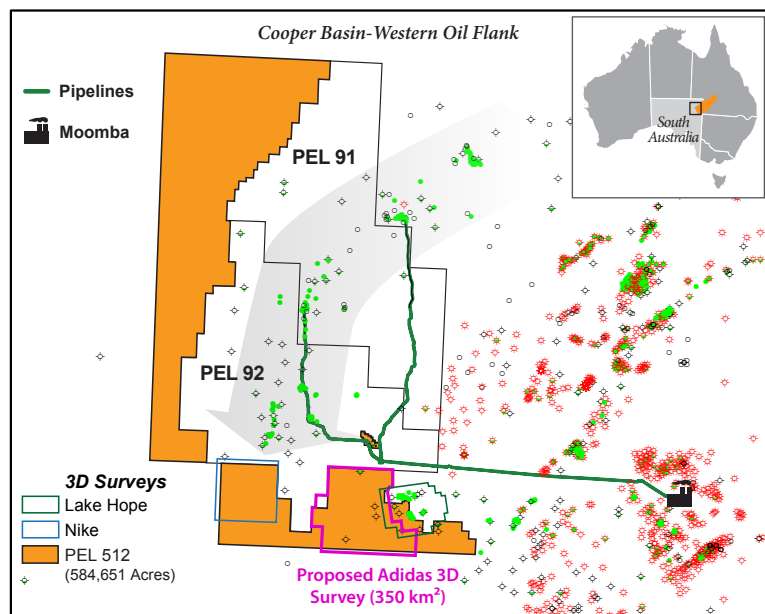 Cooper Basin-Western Oil Flank
Pipelines
Moomba
South
Australia
PEL 91
PEL 92
3D Surveys
Lake Hope
Nike
PEL 512
(584,651 Acres)
Proposed Adidas 3D
Survey (350 km²)